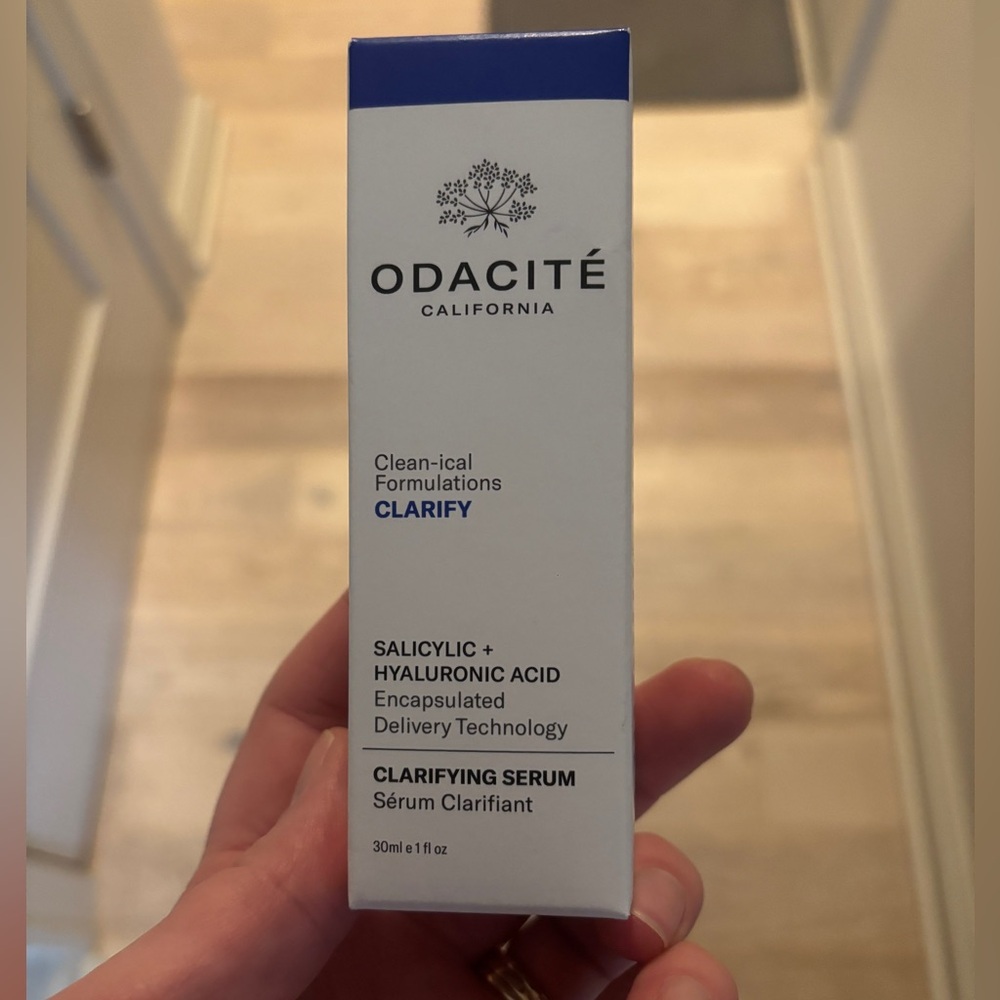 ODACITÉ
CALIFORNIA
Clean-ical
Formulations
CLARIFY
SALICYLIC +
HYALURONIC ACID
Encapsulated
Delivery Technology
CLARIFYING SERUM
Sérum Clarifiant
30ml e 1 fl oz